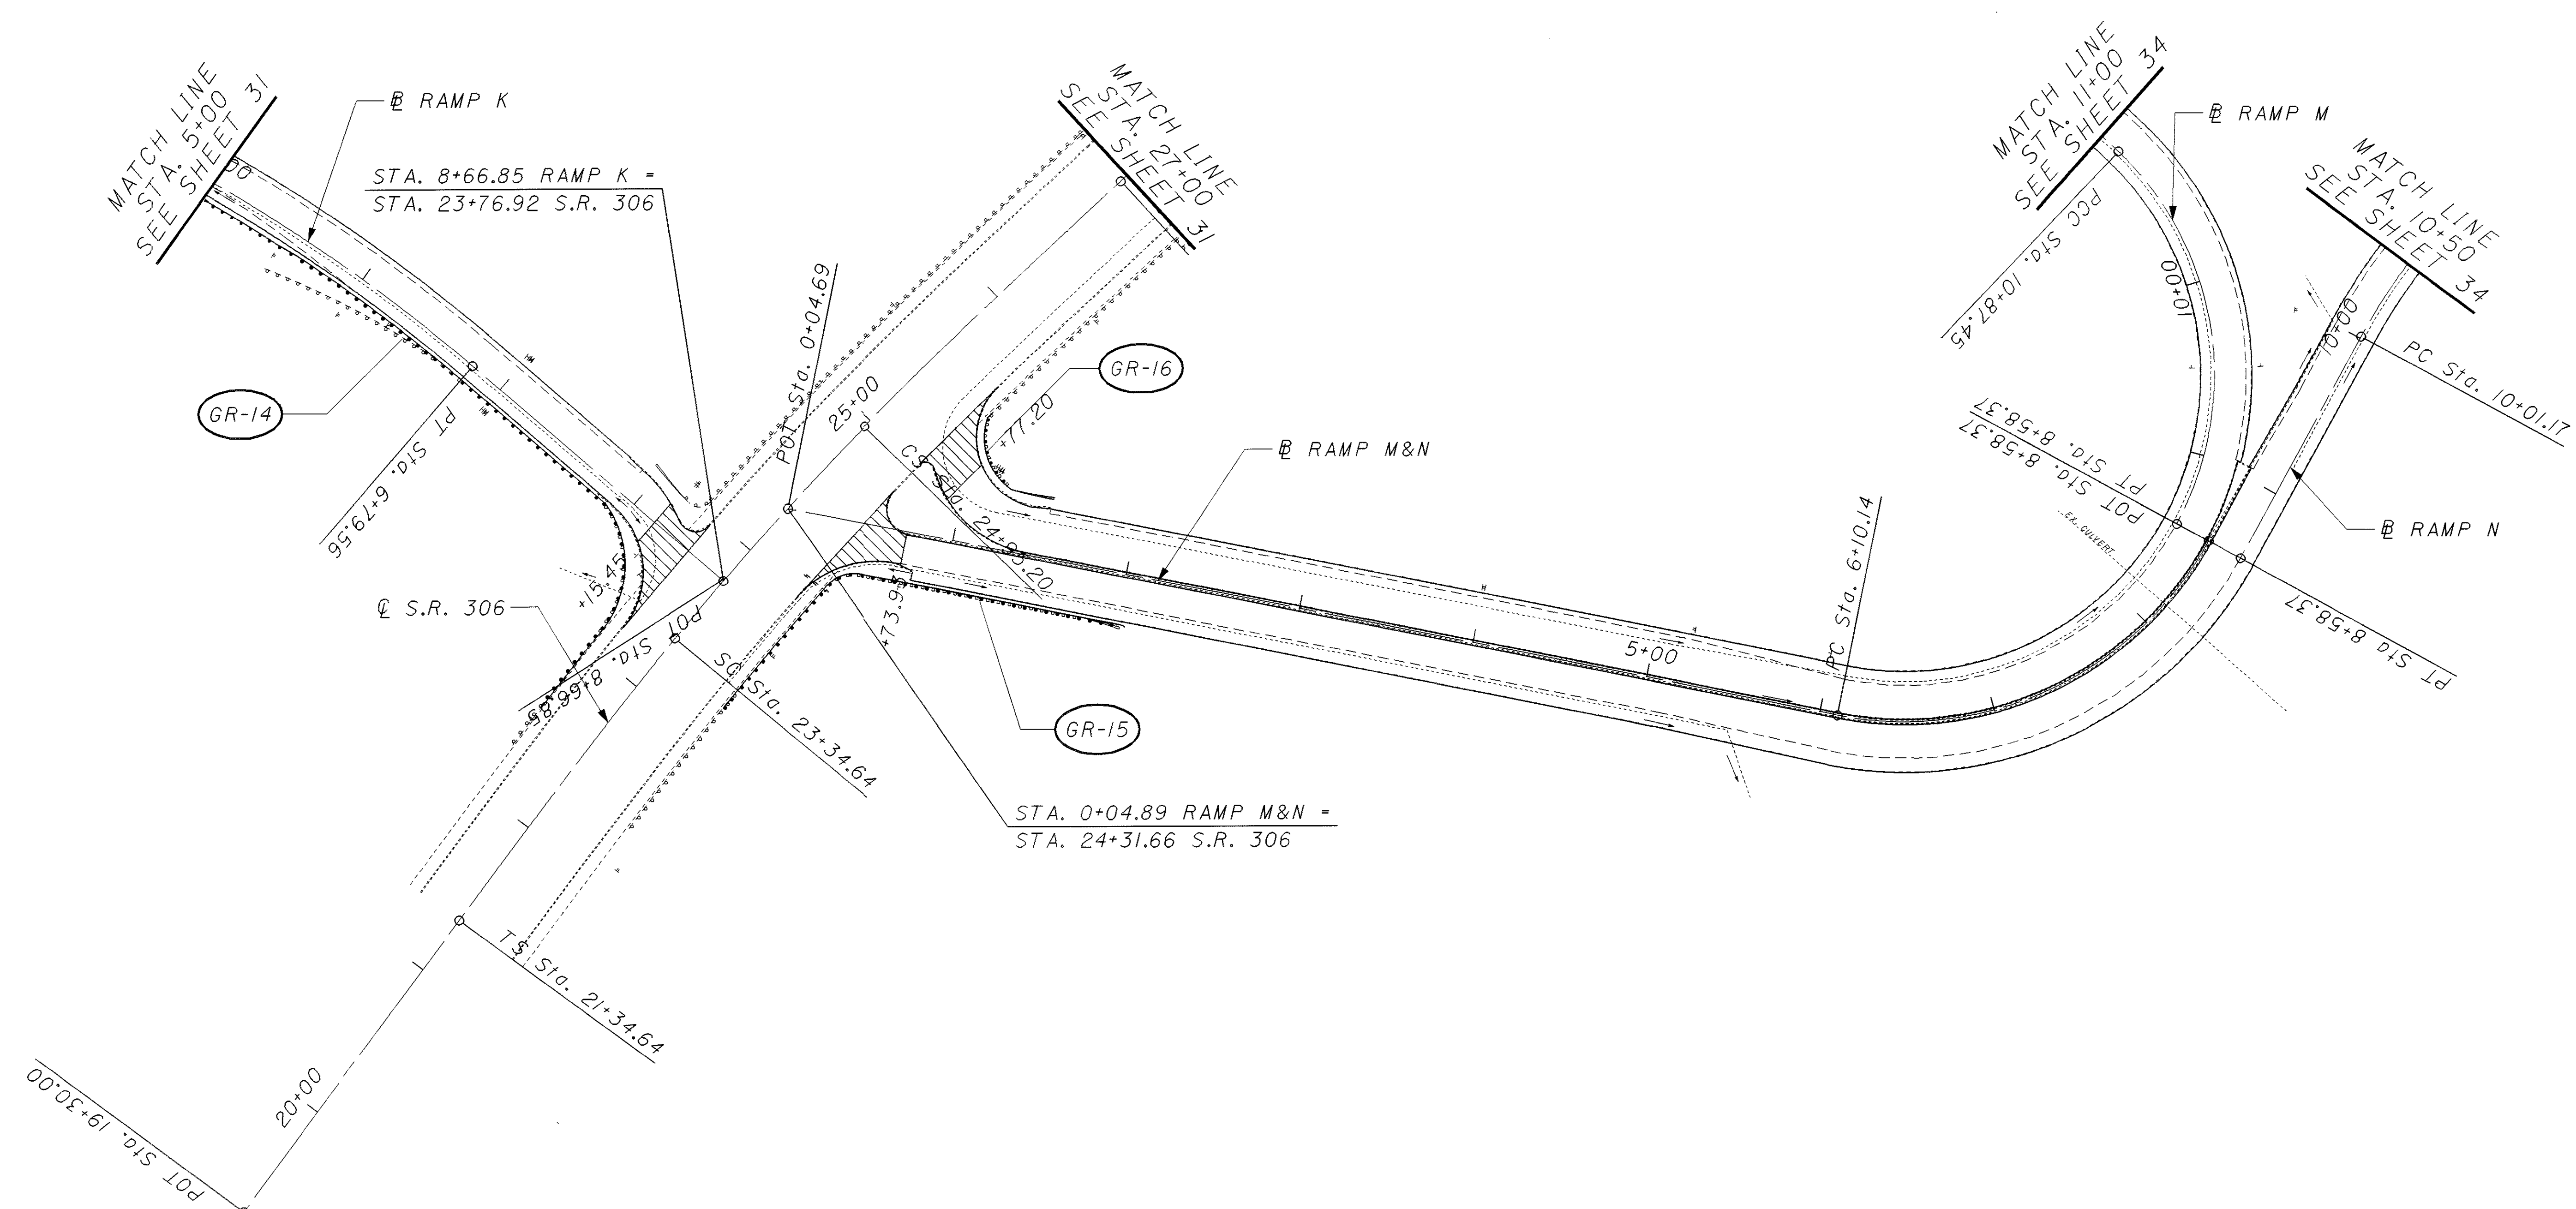 MATCH LINE
STA. 5+00
SEE SHEET 31
00
℄ RAMP K
STA. 8+66.85 RAMP K =
STA. 23+76.92 S.R. 306
MATCH LINE
STA. 27+00
SEE SHEET 31
MATCH LINE
STA. 11+00
SEE SHEET 34
℄ RAMP M
MATCH LINE
STA. 10+50
SEE SHEET 34
PCC Sta. 10+87.45
10+00
10+00
PC Sta. 10+01.17
POT Sta. 0+04.69
25+00
GR-16
+77.20
GR-14
PT Sta. 6+79.56
CS Sta. 24+95.20
℄ RAMP M&N
PT Sta. 8+58.37
POT Sta. 8+58.37
EX. CULVERT
℄ RAMP N
PT Sta 8+58.37
+15.45
℄ S.R. 306
POT Sta. 8+66.85
+73.95
PC Sta. 6+10.14
5+00
SC Sta. 23+34.64
GR-15
STA. 0+04.89 RAMP M&N =
STA. 24+31.66 S.R. 306
TS Sta. 21+34.64
20+00
POT Sta. 19+30.00